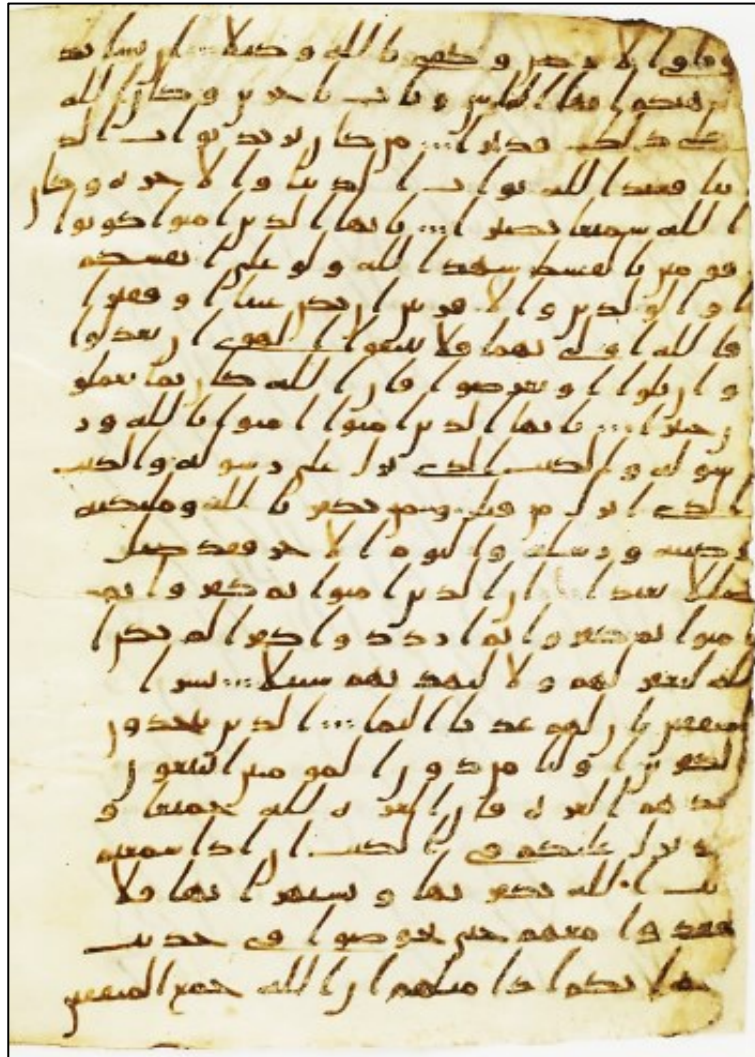 وما في الارض وكفى بالله وكيلا ان يشا يذ
هبكم ايها الناس ويات باخرين وكان الله
على ذلك قديرا من كان يريد ثواب الد
نيا فعند الله ثواب الدنيا والاخرة وكان
الله سميعا بصيرا يايها الذين امنوا كونوا
قومين بالقسط شهدا لله ولو على انفسكم
او الولدين والاقربين ان يكن غنيا او فقيرا
فالله اولى بهما فلا تتبعوا الهوى ان تعدلوا
وان تلوا او تعرضوا فان الله كان بما تعملو
ن خبيرا يايها الذين امنوا امنوا بالله ور
سوله والكتب الذي نزل على رسوله والكتب
الذي انزل من قبل ومن يكفر بالله وملئكته
وكتبه ورسله واليوم الاخر فقد ضل
ضللا بعيدا ان الذين امنوا ثم كفروا ثم
امنوا ثم كفروا ثم ازددوا كفرا لم يكن ا
لله ليغفر لهم ولا ليهديهم سبيلا بشر ا
لمنفقين بان لهم عذابا اليما الذين يتخذون
الكفرين اوليا من دون المومنين ايبتغون
عندهم العزة فان العزة لله جميعا و
قد نزل عليكم في الكتب ان اذا سمعتم
ايت الله يكفر بها ويستهزا بها فلا
تقعدوا معهم حتى يخوضوا في حديث
غيره انكم اذا مثلهم ان الله جمع المنفقين